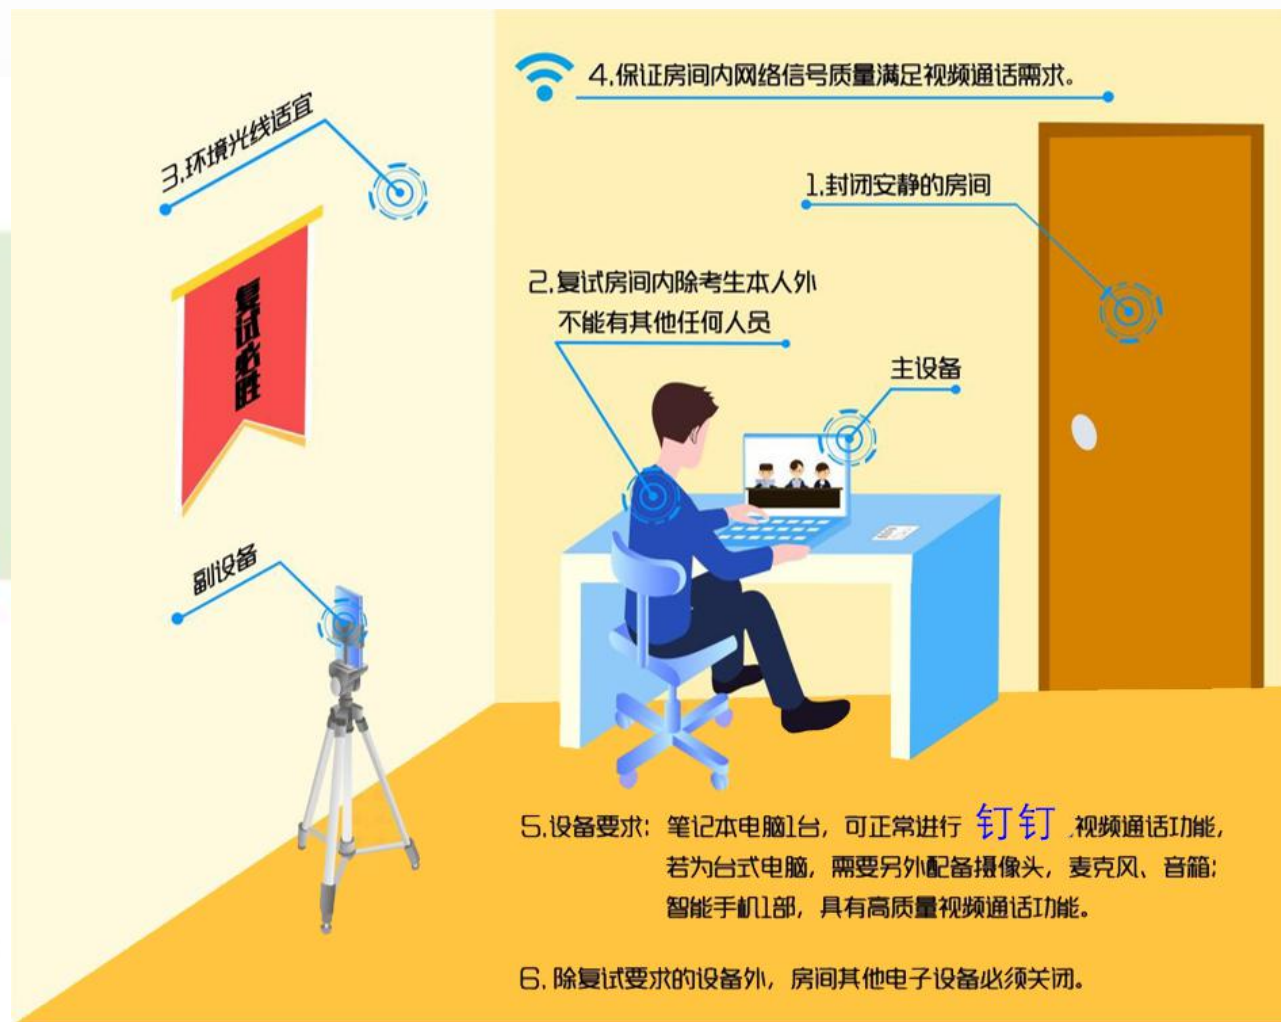 4.保证房间内网络信号质量满足视频通话需求。
3.环境光线适宜
1.封闭安静的房间
复试必胜
2.复试房间内除考生本人外
不能有其他任何人员
主设备
副设备
5.设备要求：笔记本电脑1台，可正常进行 钉钉 视频通话功能，
若为台式电脑，需要另外配备摄像头，麦克风、音箱；
智能手机1部，具有高质量视频通话功能。
6.除复试要求的设备外，房间其他电子设备必须关闭。